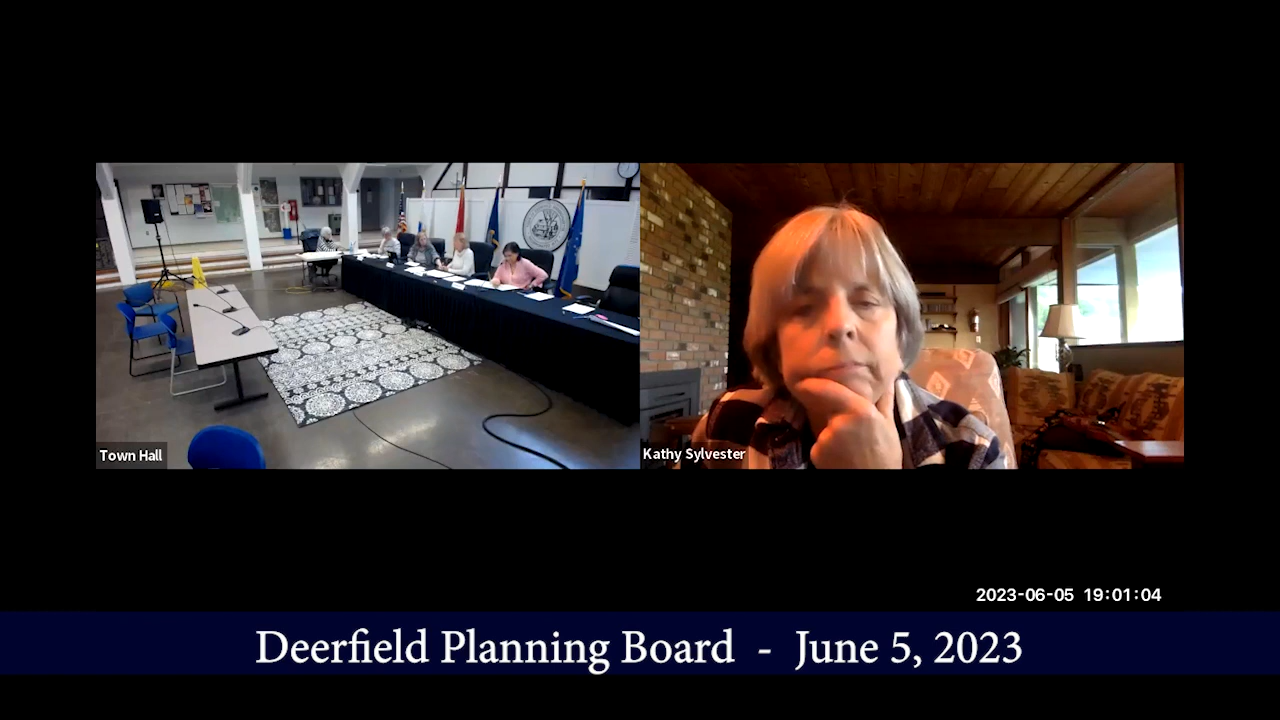 Town Hall
Kathy Sylvester
2023-06-05 19:01:04
Deerfield Planning Board - June 5, 2023